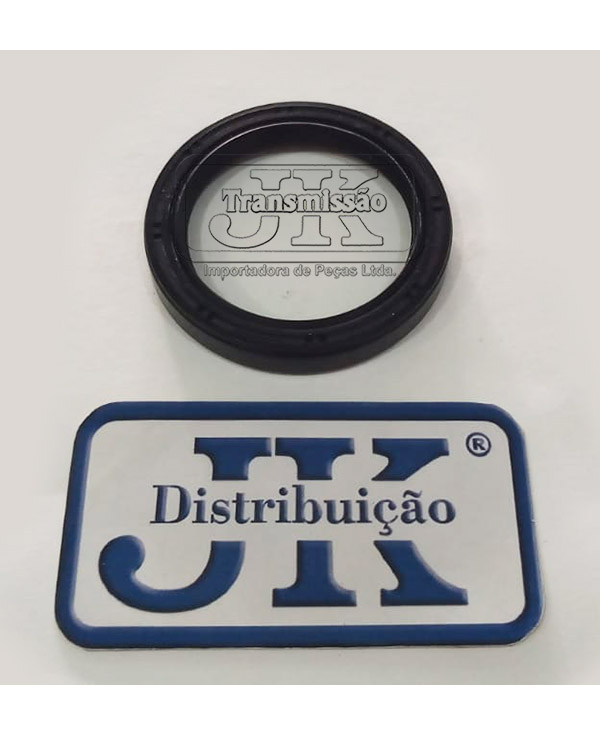 JK
Transmissão
Importadora de Peças Ltda.
JK ®
Distribuição